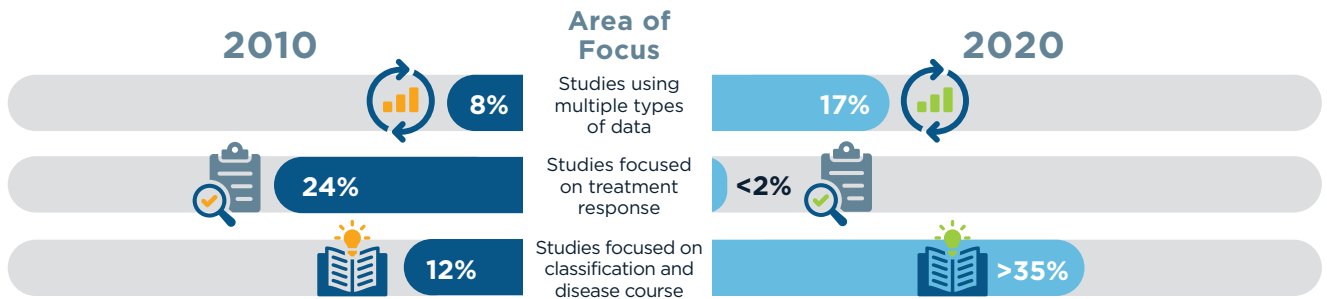 2010
Area of
Focus
2020
8%
Studies using
multiple types
of data
17%
24%
Studies focused
on treatment
response
<2%
12%
Studies focused on
classification and
disease course
>35%